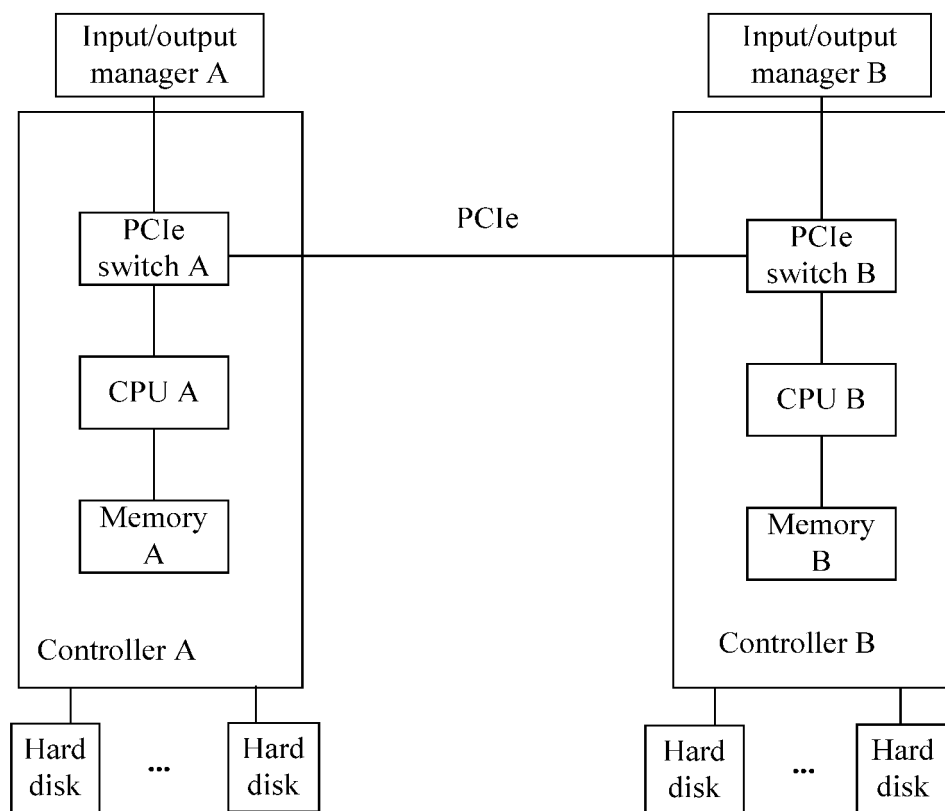 Input/output
manager A
Input/output
manager B
PCIe
switch A
PCIe
PCIe
switch B
CPU A
CPU B
Memory
A
Memory
B
Controller A
Controller B
Hard
disk
...
Hard
disk
Hard
disk
...
Hard
disk